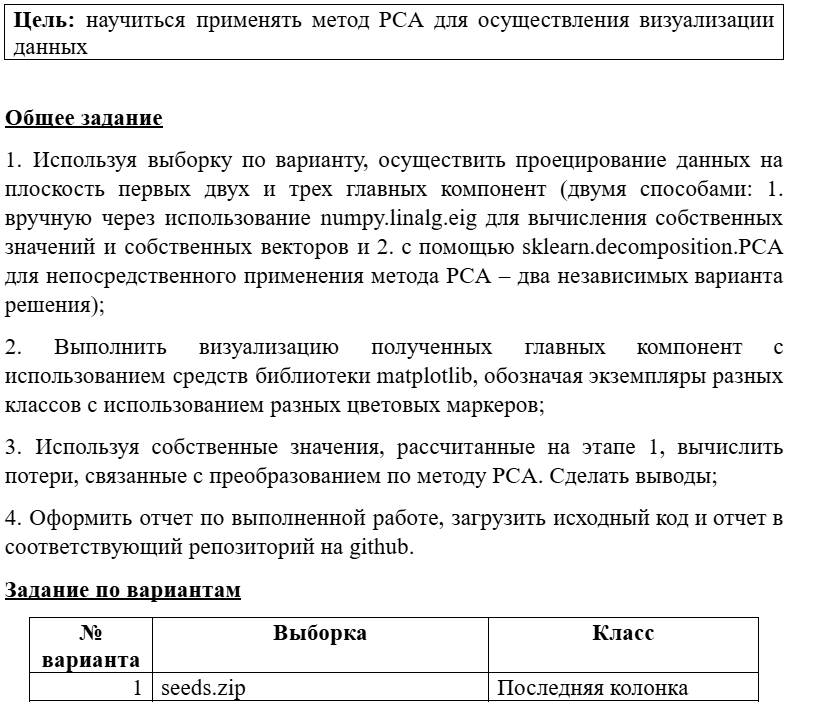 Цель: научиться применять метод PCA для осуществления визуализации
данных
Общее задание
1. Используя выборку по варианту, осуществить проецирование данных на
плоскость первых двух и трех главных компонент (двумя способами: 1.
вручную через использование numpy.linalg.eig для вычисления собственных
значений и собственных векторов и 2. с помощью sklearn.decomposition.PCA
для непосредственного применения метода PCA – два независимых варианта
решения);
2. Выполнить визуализацию полученных главных компонент с
использованием средств библиотеки matplotlib, обозначая экземпляры разных
классов с использованием разных цветовых маркеров;
3. Используя собственные значения, рассчитанные на этапе 1, вычислить
потери, связанные с преобразованием по методу PCA. Сделать выводы;
4. Оформить отчет по выполненной работе, загрузить исходный код и отчет в
соответствующий репозиторий на github.
Задание по вариантам
№ Выборка Класс
варианта
1 seeds.zip Последняя колонка